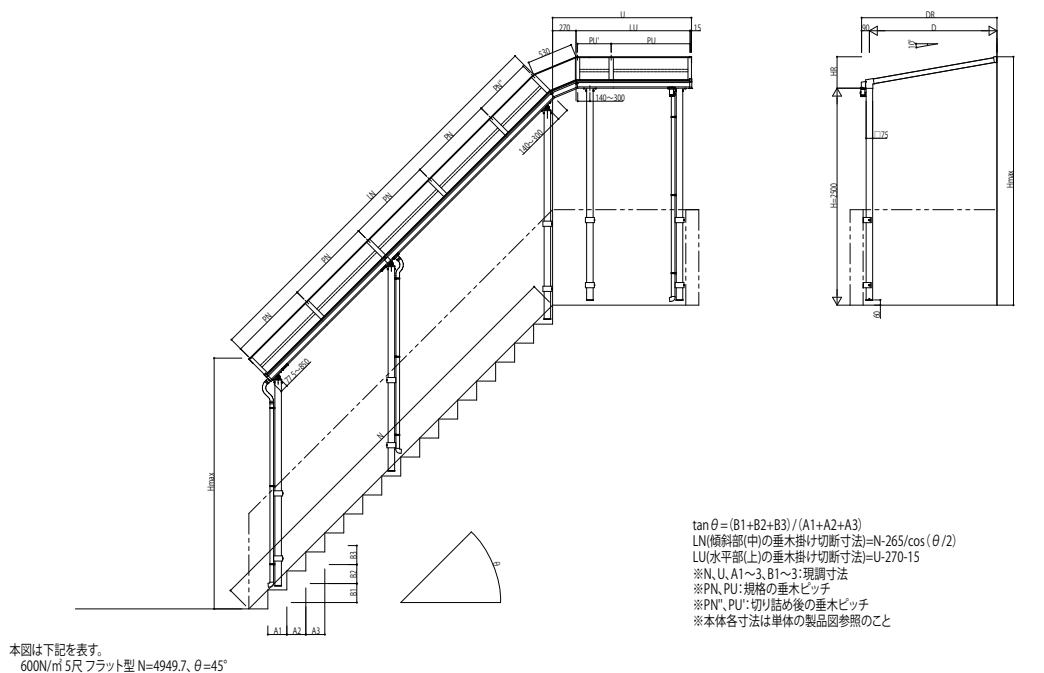 U
270
LU
15
PU'
PU
530
140～300
PN"
PN
140～300
PN
LN
PN
PN
PN
77.5～850
N
Hmax
θ
B3
B2
B1
A1
A2
A3
DR
90
D
10°
HR
□75
H=2500
Hmax
60
tanθ=(B1+B2+B3)/(A1+A2+A3)
LN(傾斜部(中)の垂木掛け切断寸法)=N-265/cos(θ/2)
LU(水平部(上)の垂木掛け切断寸法)=U-270-15
※N、U、A1～3、B1～3：現調寸法
※PN、PU：規格の垂木ピッチ
※PN"、PU'：切り詰め後の垂木ピッチ
※本体各寸法は単体の製品図参照のこと
本図は下記を表す。
600N/㎡ 5尺 フラット型 N=4949.7、θ=45°